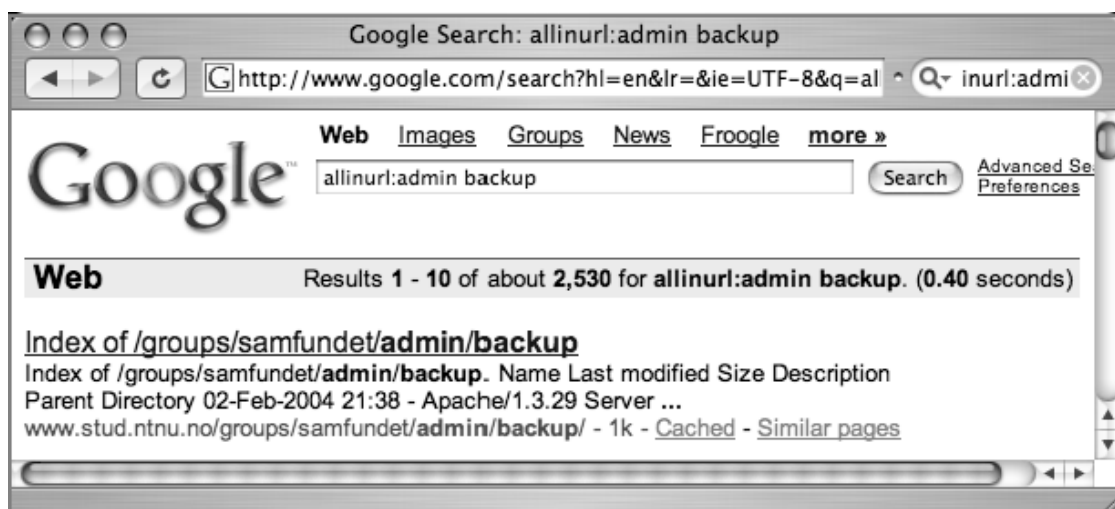 Google Search: allinurl:admin backup
G http://www.google.com/search?hl=en&lr=&ie=UTF-8&q=al inurl:admi
Web Images Groups News Froogle more »
Google™ allinurl:admin backup Search Advanced Se
Preferences
Web Results 1 - 10 of about 2,530 for allinurl:admin backup. (0.40 seconds)
Index of /groups/samfundet/admin/backup
Index of /groups/samfundet/admin/backup. Name Last modified Size Description
Parent Directory 02-Feb-2004 21:38 - Apache/1.3.29 Server ...
www.stud.ntnu.no/groups/samfundet/admin/backup/ - 1k - Cached - Similar pages